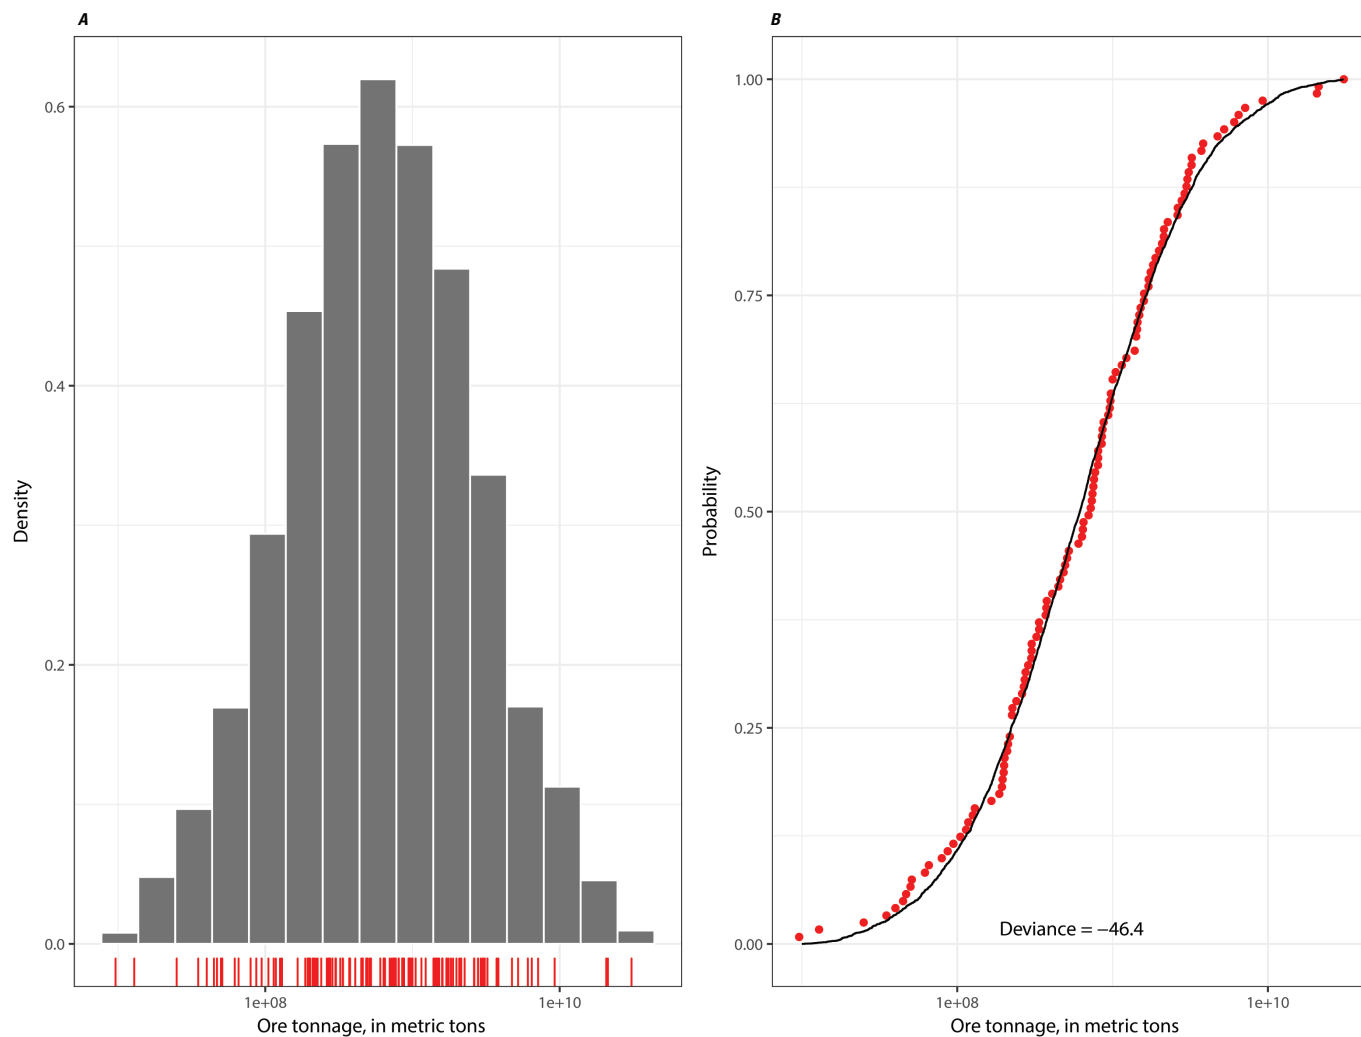 A
Density
0.6
0.4
0.2
0.0
1e+08
1e+10
Ore tonnage, in metric tons
B
Probability
1.00
0.75
0.50
0.25
0.00
Deviance = −46.4
1e+08
1e+10
Ore tonnage, in metric tons